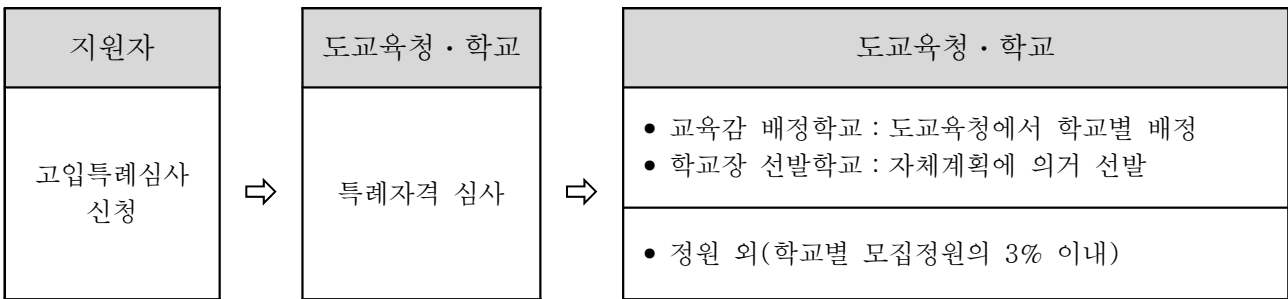 지원자
고입특례심사
신청
⇨
도교육청·학교
특례자격 심사
⇨
도교육청·학교
• 교육감 배정학교 : 도교육청에서 학교별 배정
• 학교장 선발학교 : 자체계획에 의거 선발
• 정원 외(학교별 모집정원의 3% 이내)